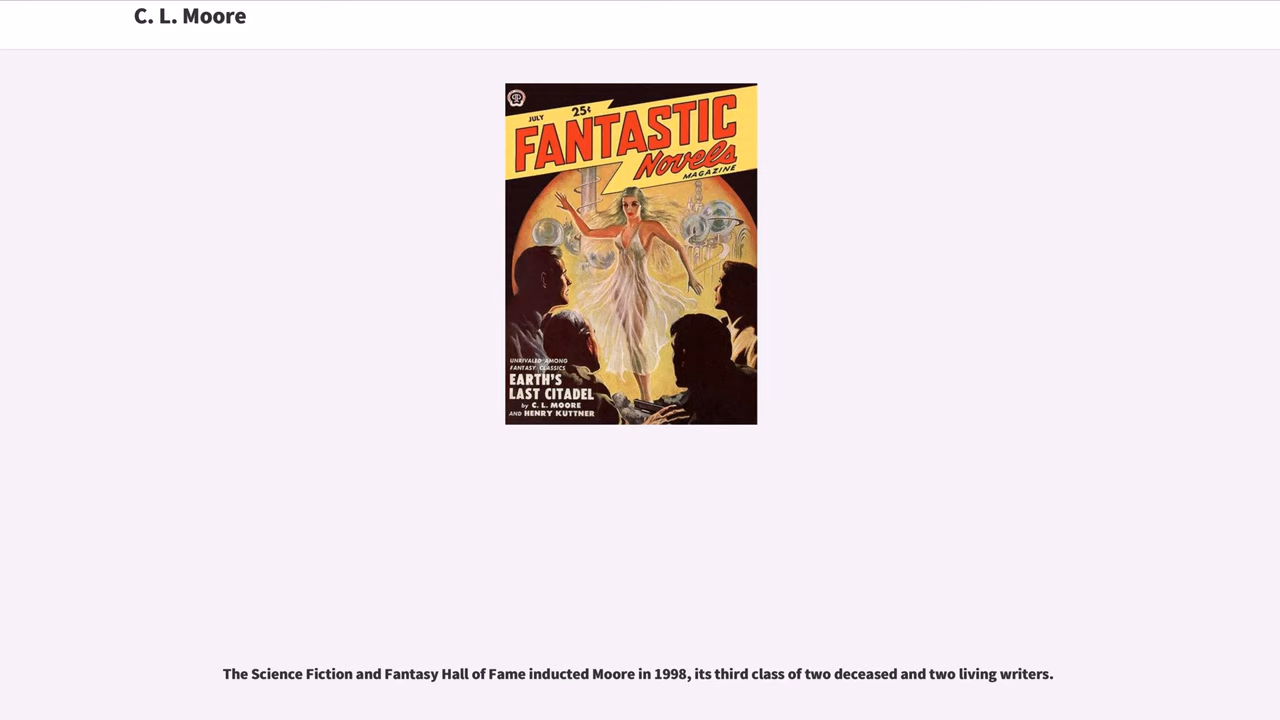 C. L. Moore
JULY
25¢
FANTASTIC
Novels
MAGAZINE
UNRIVALED AMONG
FANTASY CLASSICS
EARTH'S
LAST CITADEL
by C. L. MOORE
AND HENRY KUTTNER
The Science Fiction and Fantasy Hall of Fame inducted Moore in 1998, its third class of two deceased and two living writers.